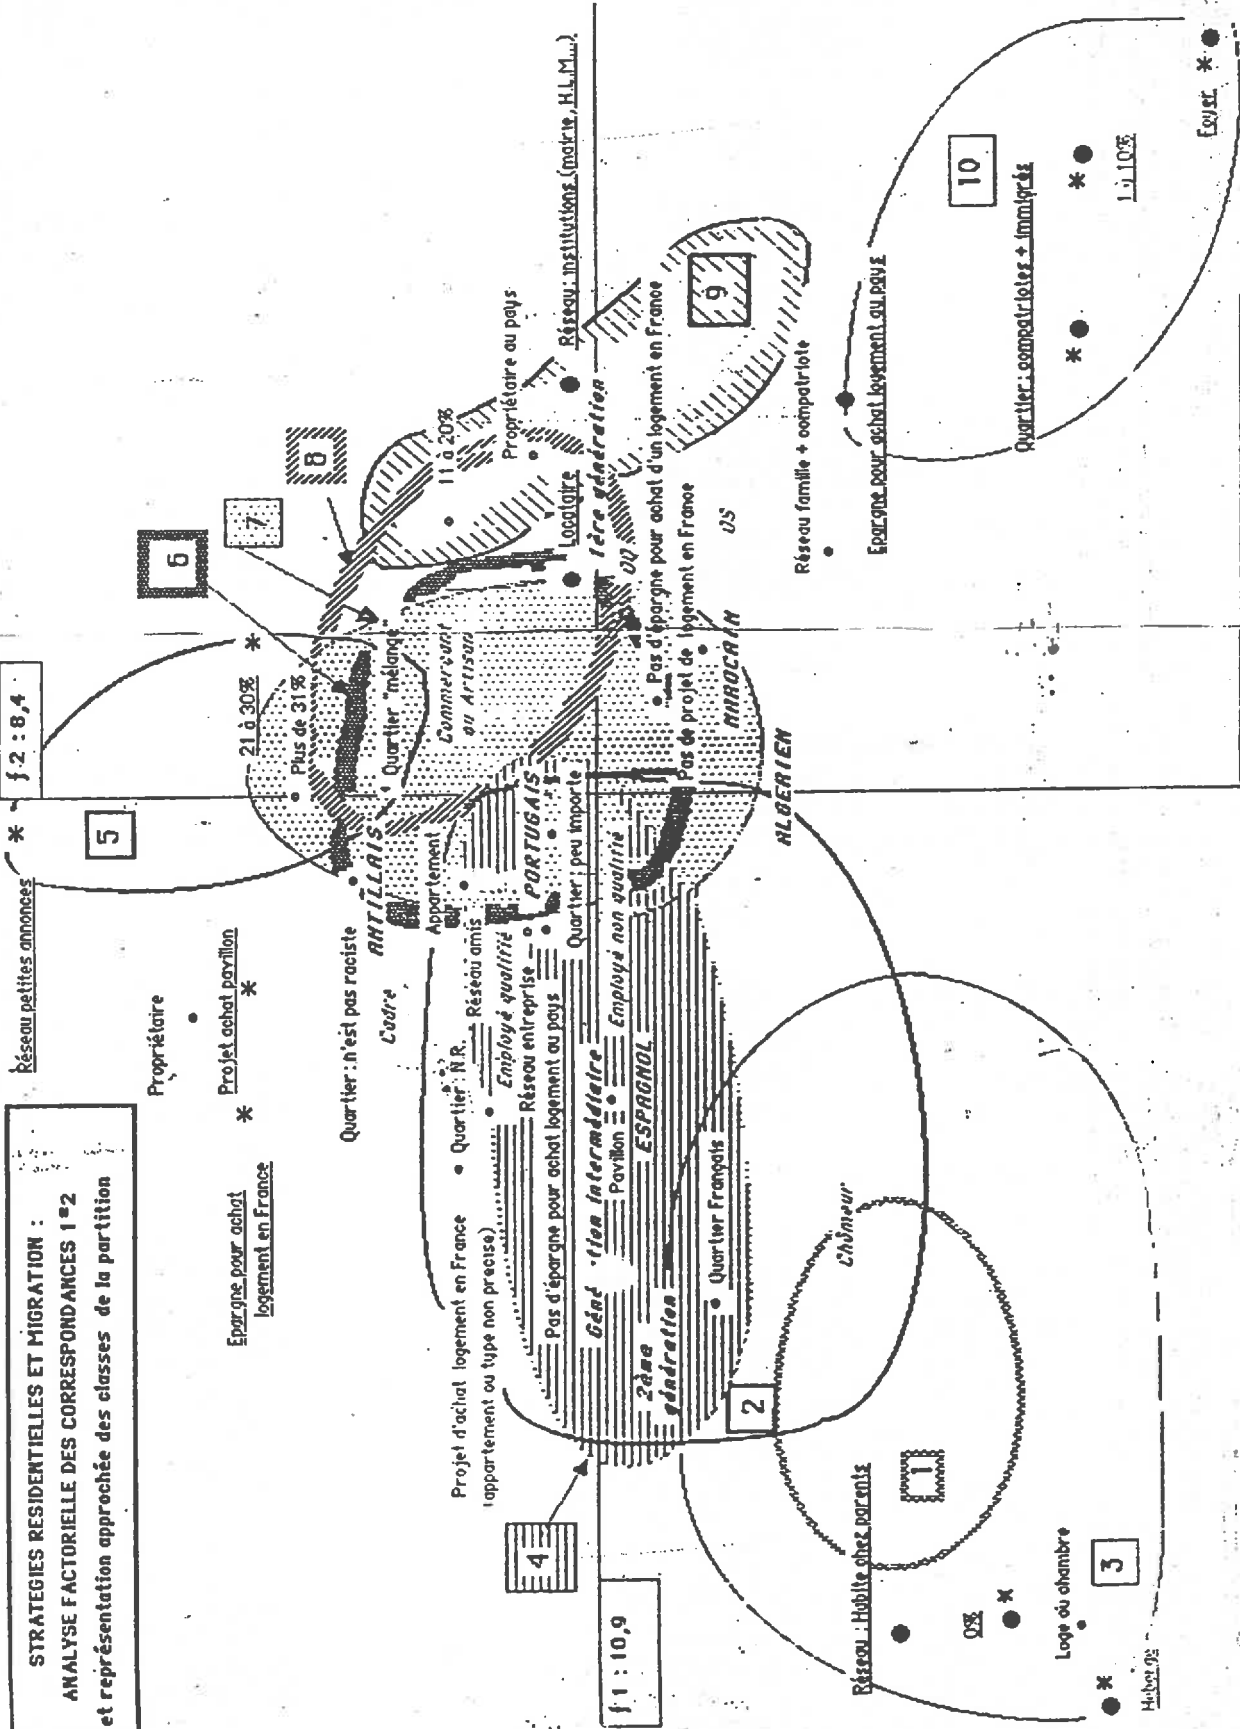 STRATEGIES RESIDENTIELLES ET MIGRATION :
ANALYSE FACTORIELLE DES CORRESPONDANCES 1*2
et représentation approchée des classes de la partition
Réseau petites annonces
5
f 2 : 8,4
Propriétaire
Projet achat pavillon
Epargne pour achat
logement en France
21 à 30%
Plus de 31%
6
7
8
Quartier : n'est pas raciste
ANTILLAIS
Cadre
Quartier "mélangé"
Commerçant
ou Artisan
11 à 20%
Propriétaire au pays
Appartement
Projet d'achat logement en France
(appartement ou type non précisé)
Quartier : N.R.
Réseau amis
Employé qualifié
Réseau entreprise
PORTUGAIS
Pas d'épargne pour achat logement au pays
Quartier : peu importe
Locataire
Réseau : institutions (mairie, H.L.M...)
4
f 1 : 10,9
Géné tion intermédiaire
1ère génération
Pavillon
Employé non qualifié
OQ
2ème
génération
ESPAGNOL
Pas d'épargne pour achat d'un logement en France
Pas de projet de logement en France
9
Quartier Français
MAROCAIN
OS
2
ALGERIEN
Réseau famille + compatriote
Chômeur
Réseau : Habite chez parents
1
Epargne pour achat logement au pays
10
0%
Quartier : compatriotes + immigrés
Loge ou chambre
3
1 à 10%
Foyer